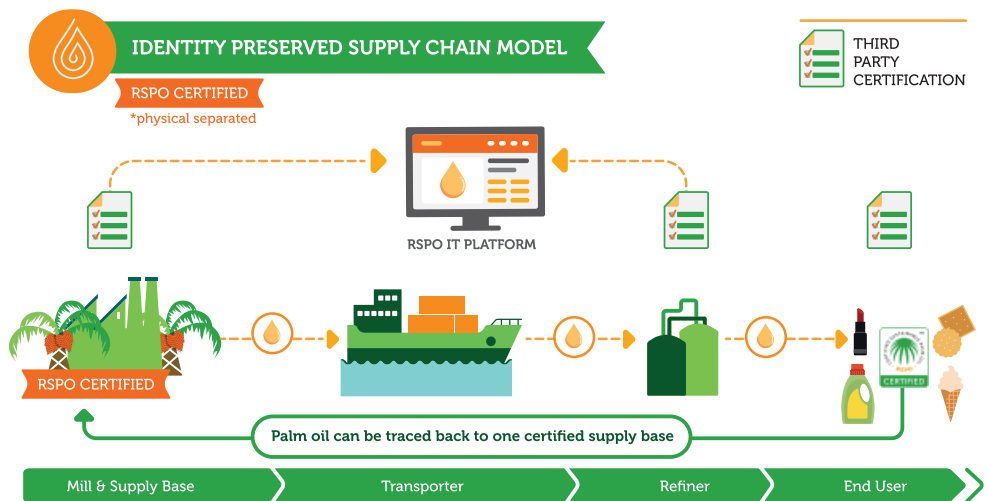 IDENTITY PRESERVED SUPPLY CHAIN MODEL
RSPO CERTIFIED
*physical separated
THIRD
PARTY
CERTIFICATION
RSPO IT PLATFORM
RSPO CERTIFIED
RSPO
CERTIFIED
Palm oil can be traced back to one certified supply base
Mill & Supply Base
Transporter
Refiner
End User